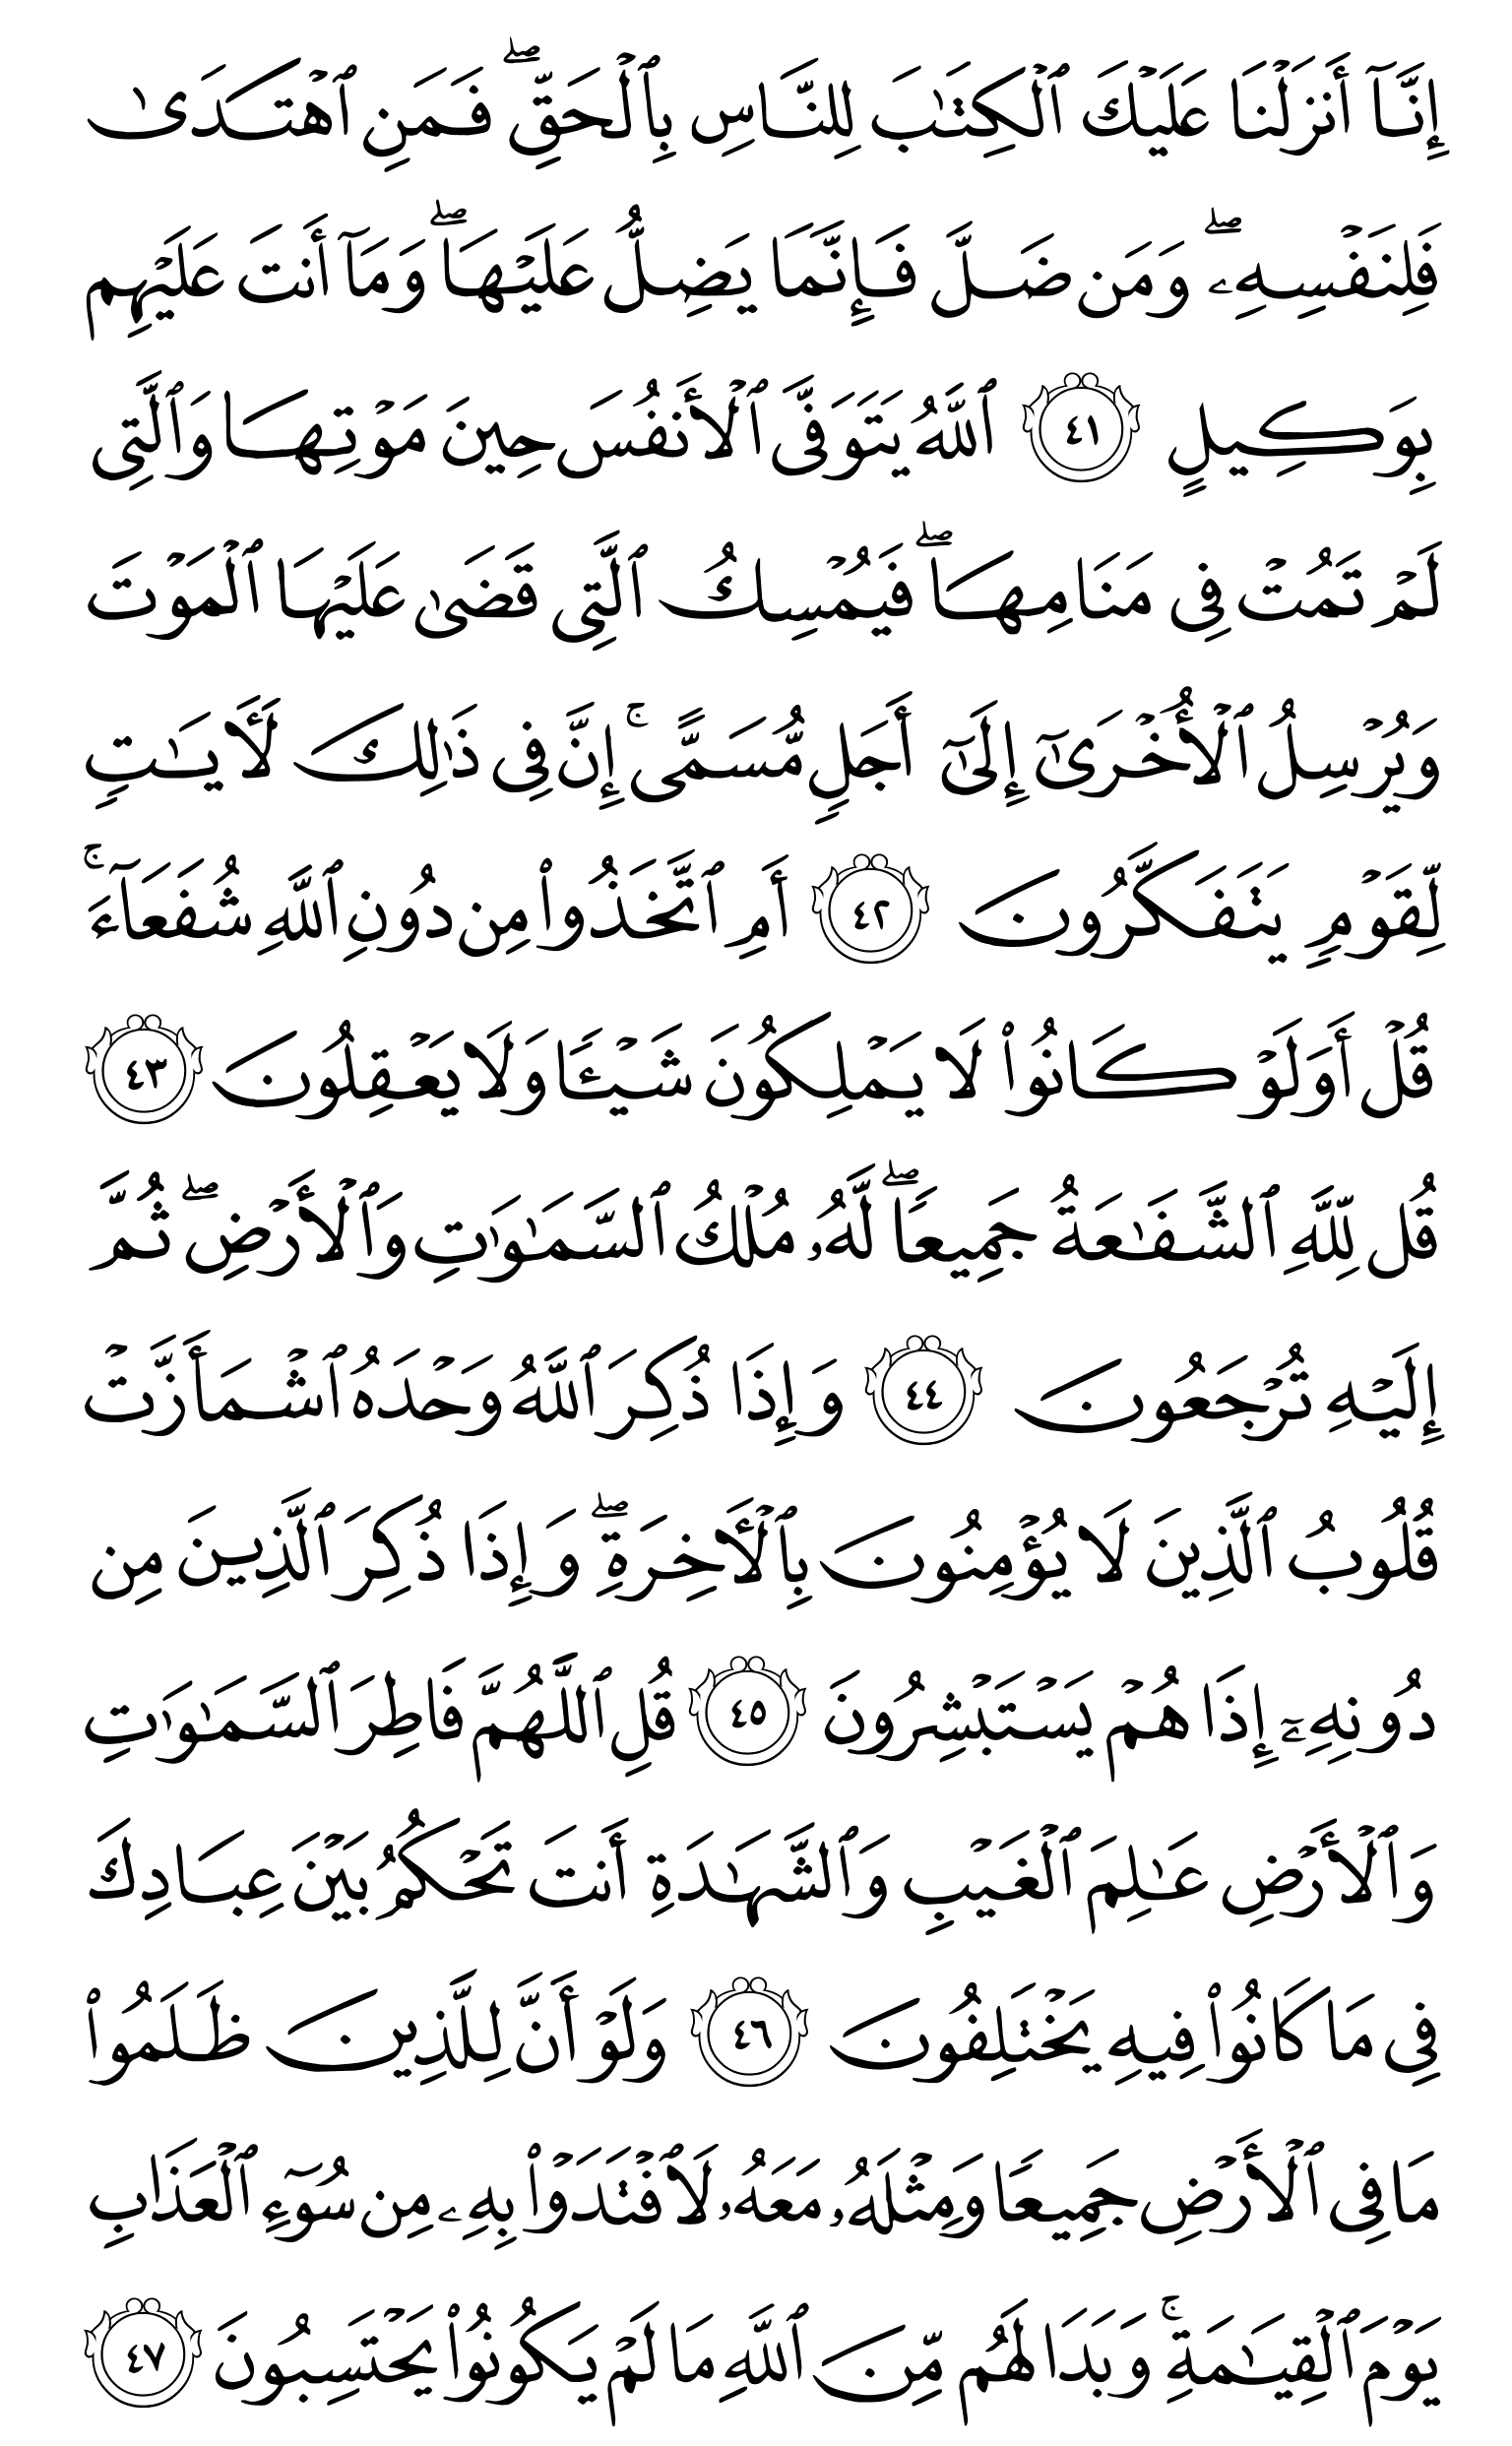 إِنَّآ أَنزَلۡنَا عَلَيۡكَ ٱلۡكِتَٰبَ لِلنَّاسِ بِٱلۡحَقِّۖ فَمَنِ ٱهۡتَدَىٰ
فَلِنَفۡسِهِۦۖ وَمَن ضَلَّ فَإِنَّمَا يَضِلُّ عَلَيۡهَاۖ وَمَآ أَنتَ عَلَيۡهِم
بِوَكِيلٍ ٤١ ٱللَّهُ يَتَوَفَّى ٱلۡأَنفُسَ حِينَ مَوۡتِهَا وَٱلَّتِي
لَمۡ تَمُتۡ فِي مَنَامِهَاۖ فَيُمۡسِكُ ٱلَّتِي قَضَىٰ عَلَيۡهَا ٱلۡمَوۡتَ
وَيُرۡسِلُ ٱلۡأُخۡرَىٰٓ إِلَىٰٓ أَجَلٖ مُّسَمًّىۚ إِنَّ فِي ذَٰلِكَ لَأٓيَٰتٖ
لِّقَوۡمٖ يَتَفَكَّرُونَ ٤٢ أَمِ ٱتَّخَذُواْ مِن دُونِ ٱللَّهِ شُفَعَآءَۚ
قُلۡ أَوَلَوۡ كَانُواْ لَا يَمۡلِكُونَ شَيۡـٔٗا وَلَا يَعۡقِلُونَ ٤٣
قُل لِّلَّهِ ٱلشَّفَٰعَةُ جَمِيعٗاۖ لَّهُۥ مُلۡكُ ٱلسَّمَٰوَٰتِ وَٱلۡأَرۡضِۖ ثُمَّ
إِلَيۡهِ تُرۡجَعُونَ ٤٤ وَإِذَا ذُكِرَ ٱللَّهُ وَحۡدَهُ ٱشۡمَأَزَّتۡ
قُلُوبُ ٱلَّذِينَ لَا يُؤۡمِنُونَ بِٱلۡأٓخِرَةِۖ وَإِذَا ذُكِرَ ٱلَّذِينَ مِن
دُونِهِۦٓ إِذَا هُمۡ يَسۡتَبۡشِرُونَ ٤٥ قُلِ ٱللَّهُمَّ فَاطِرَ ٱلسَّمَٰوَٰتِ
وَٱلۡأَرۡضِ عَٰلِمَ ٱلۡغَيۡبِ وَٱلشَّهَٰدَةِ أَنتَ تَحۡكُمُ بَيۡنَ عِبَادِكَ
فِي مَا كَانُواْ فِيهِ يَخۡتَلِفُونَ ٤٦ وَلَوۡ أَنَّ لِلَّذِينَ ظَلَمُواْ
مَا فِي ٱلۡأَرۡضِ جَمِيعٗا وَمِثۡلَهُۥ مَعَهُۥ لَٱفۡتَدَوۡاْ بِهِۦ مِن سُوٓءِ ٱلۡعَذَابِ
يَوۡمَ ٱلۡقِيَٰمَةِۚ وَبَدَا لَهُم مِّنَ ٱللَّهِ مَا لَمۡ يَكُونُواْ يَحۡتَسِبُونَ ٤٧